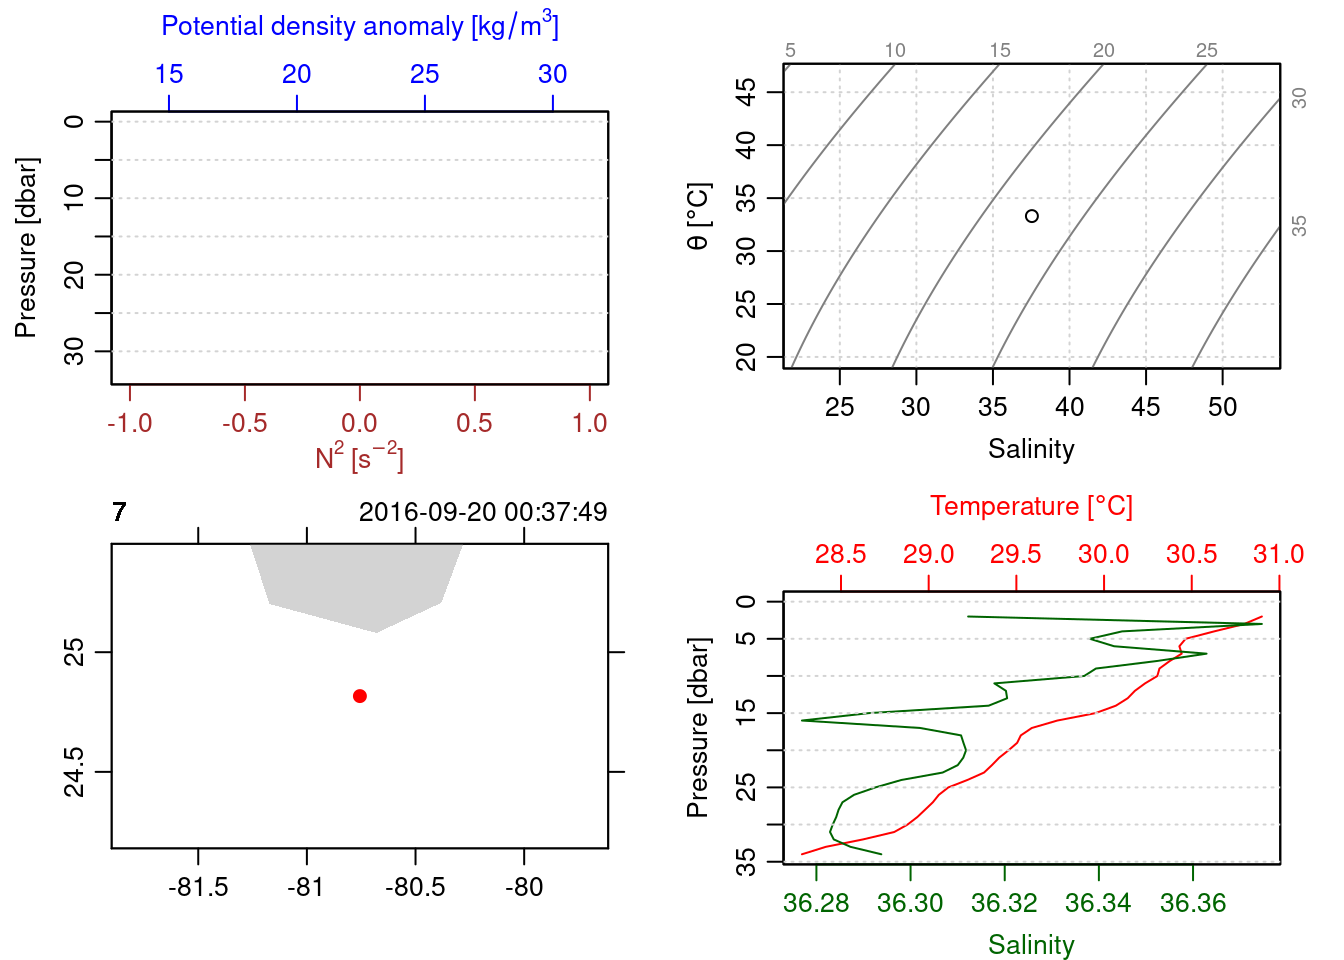 Potential density anomaly [kg/m³]
15 20 25 30
0
10
20
30
Pressure [dbar]
-1.0 -0.5 0.0 0.5 1.0
N² [s⁻²]
5 10 15 20 25
30
35
45
40
35
30
25
20
θ [°C]
25 30 35 40 45 50
Salinity
7 2016-09-20 00:37:49
25
24.5
-81.5 -81 -80.5 -80
Temperature [°C]
28.5 29.0 29.5 30.0 30.5 31.0
0
5
15
25
35
Pressure [dbar]
36.28 36.30 36.32 36.34 36.36
Salinity